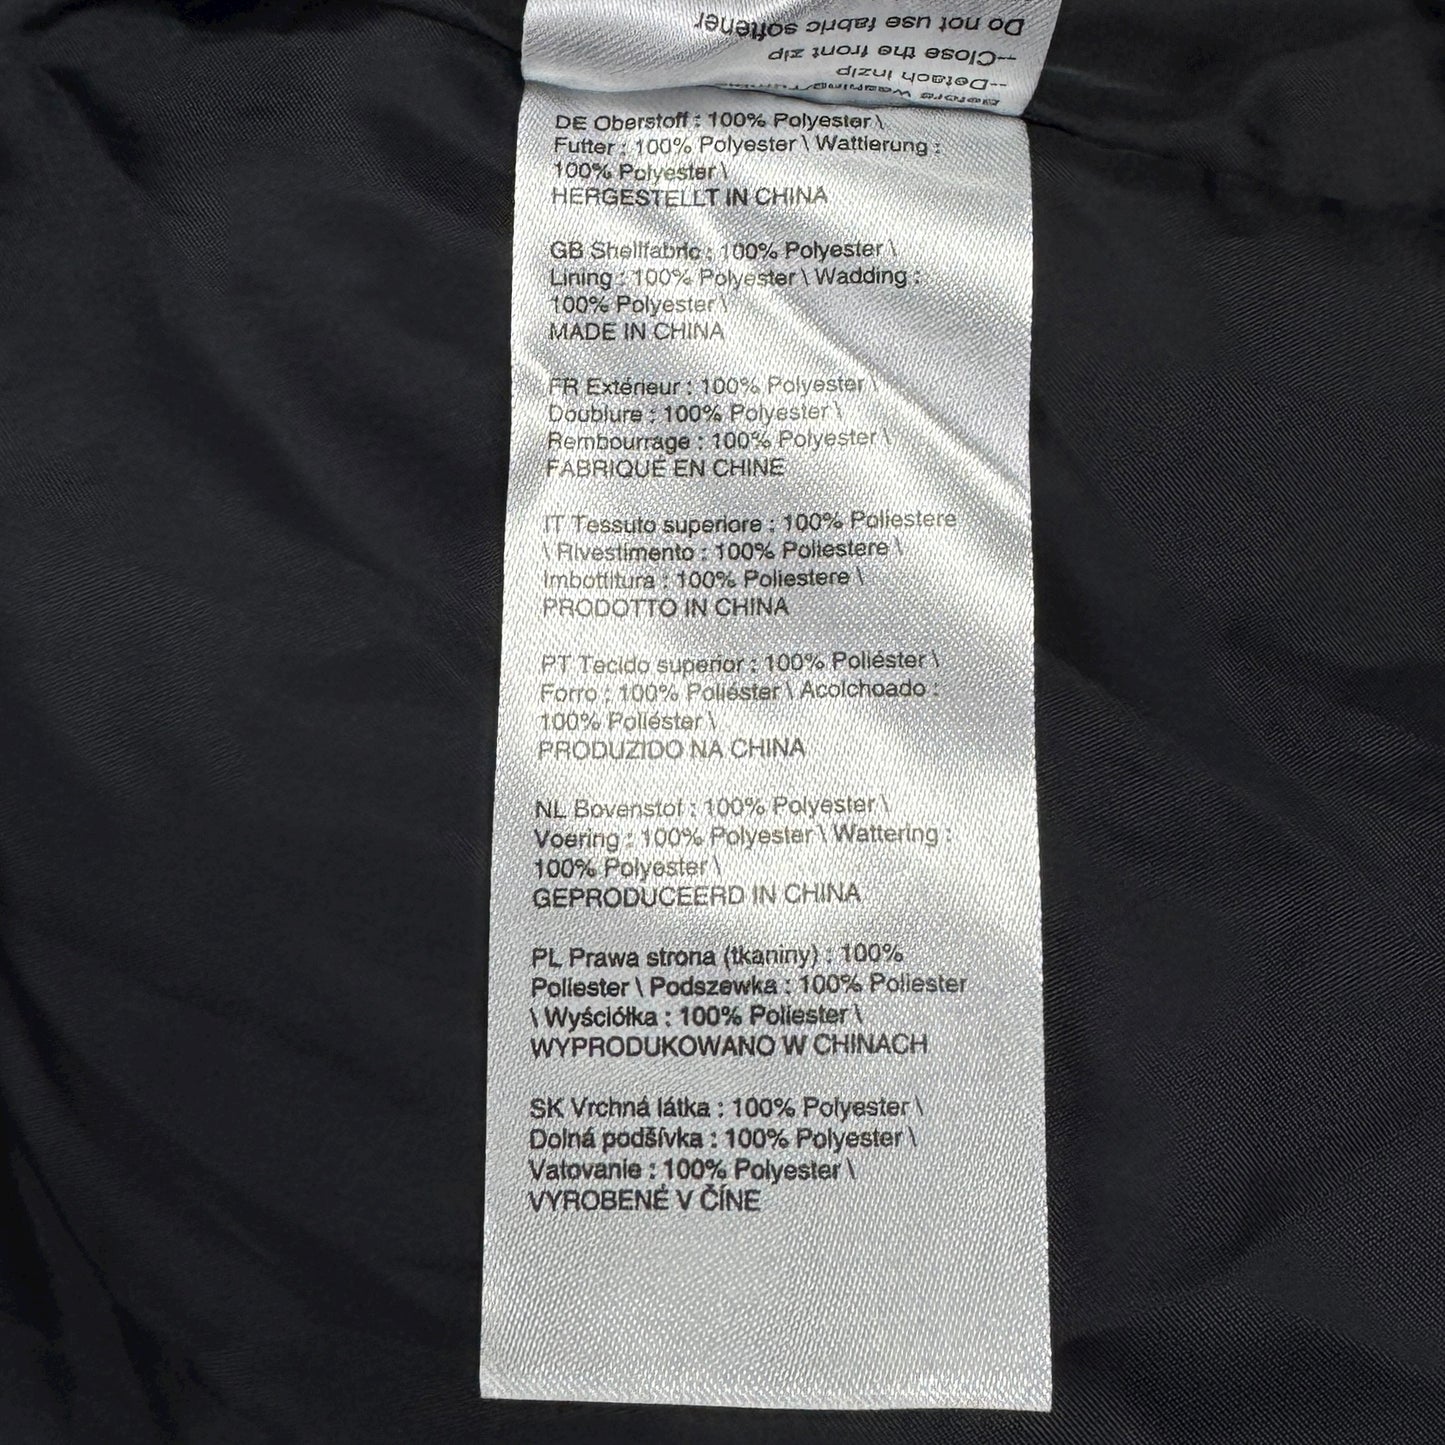 Do not use fabric softener
--Close the front zip
--Detach inzip
DE Oberstoff : 100% Polyester \
Futter : 100% Polyester \ Wattierung :
100% Polyester \
HERGESTELLT IN CHINA
GB Shellfabric : 100% Polyester \
Lining : 100% Polyester \ Wadding :
100% Polyester \
MADE IN CHINA
FR Extérieur : 100% Polyester \
Doublure : 100% Polyester \
Rembourrage : 100% Polyester \
FABRIQUÉ EN CHINE
IT Tessuto superiore : 100% Poliestere
\ Rivestimento : 100% Poliestere \
Imbottitura : 100% Poliestere \
PRODOTTO IN CHINA
PT Tecido superior : 100% Poliéster \
Forro : 100% Poliéster \ Acolchoado :
100% Poliéster \
PRODUZIDO NA CHINA
NL Bovenstof : 100% Polyester \
Voering : 100% Polyester \ Wattering :
100% Polyester \
GEPRODUCEERD IN CHINA
PL Prawa strona (tkaniny) : 100%
Poliester \ Podszewka : 100% Poliester
\ Wyściółka : 100% Poliester \
WYPRODUKOWANO W CHINACH
SK Vrchná látka : 100% Polyester \
Dolná podšívka : 100% Polyester \
Vatovanie : 100% Polyester \
VYROBENÉ V ČÍNE